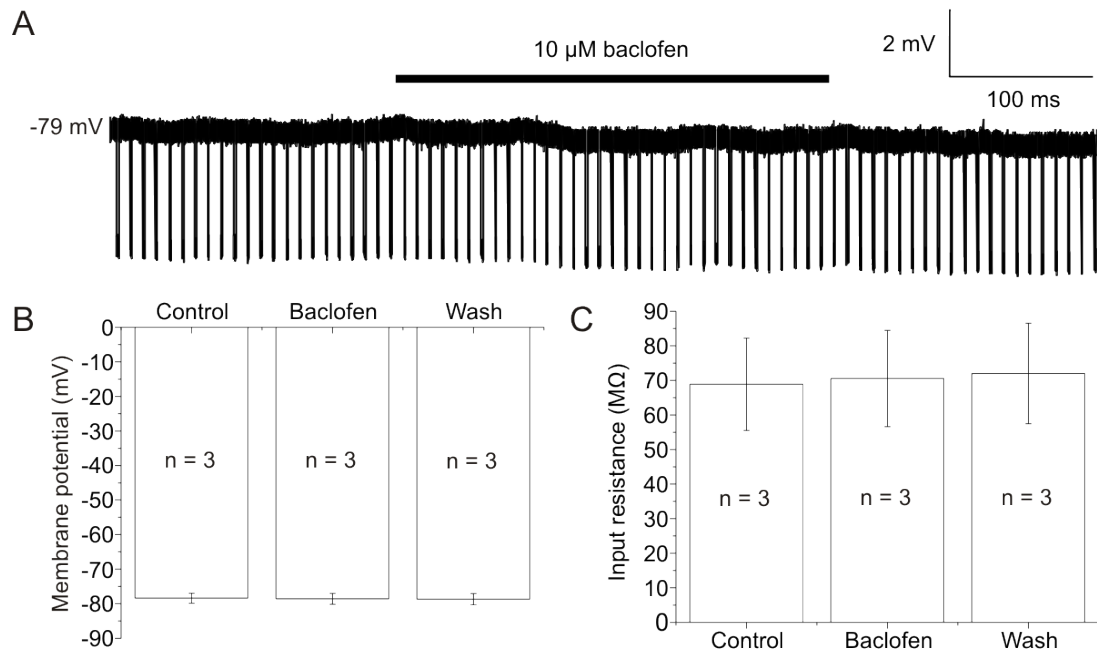 A
10 µM baclofen
2 mV
100 ms
-79 mV
B
Control Baclofen Wash
Membrane potential (mV)
0
-10
-20
-30
-40
-50
-60
-70
-80
-90
n = 3 n = 3 n = 3
C
Input resistance (MΩ)
90
80
70
60
50
40
30
20
10
0
n = 3 n = 3 n = 3
Control Baclofen Wash